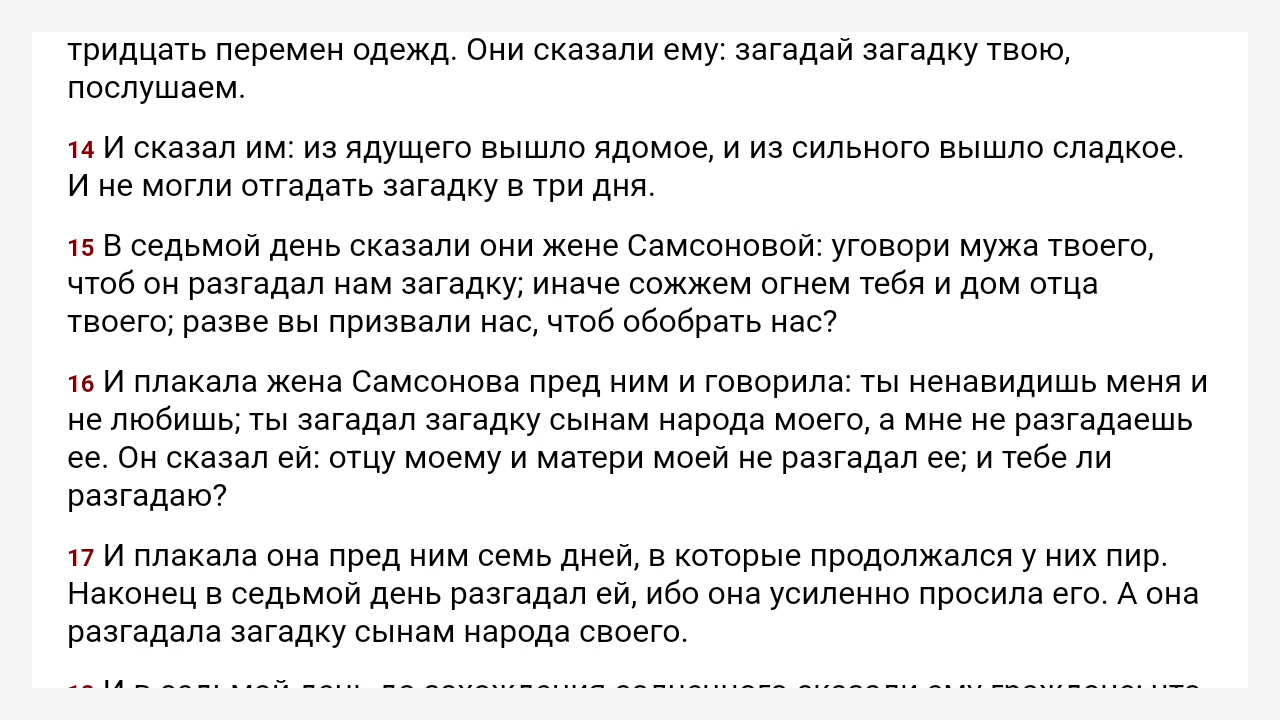 тридцать перемен одежд. Они сказали ему: загадай загадку твою,
послушаем.
14 И сказал им: из ядущего вышло ядомое, и из сильного вышло сладкое.
И не могли отгадать загадку в три дня.
15 В седьмой день сказали они жене Самсоновой: уговори мужа твоего,
чтоб он разгадал нам загадку; иначе сожжем огнем тебя и дом отца
твоего; разве вы призвали нас, чтоб обобрать нас?
16 И плакала жена Самсонова пред ним и говорила: ты ненавидишь меня и
не любишь; ты загадал загадку сынам народа моего, а мне не разгадаешь
ее. Он сказал ей: отцу моему и матери моей не разгадал ее; и тебе ли
разгадаю?
17 И плакала она пред ним семь дней, в которые продолжался у них пир.
Наконец в седьмой день разгадал ей, ибо она усиленно просила его. А она
разгадала загадку сынам народа своего.